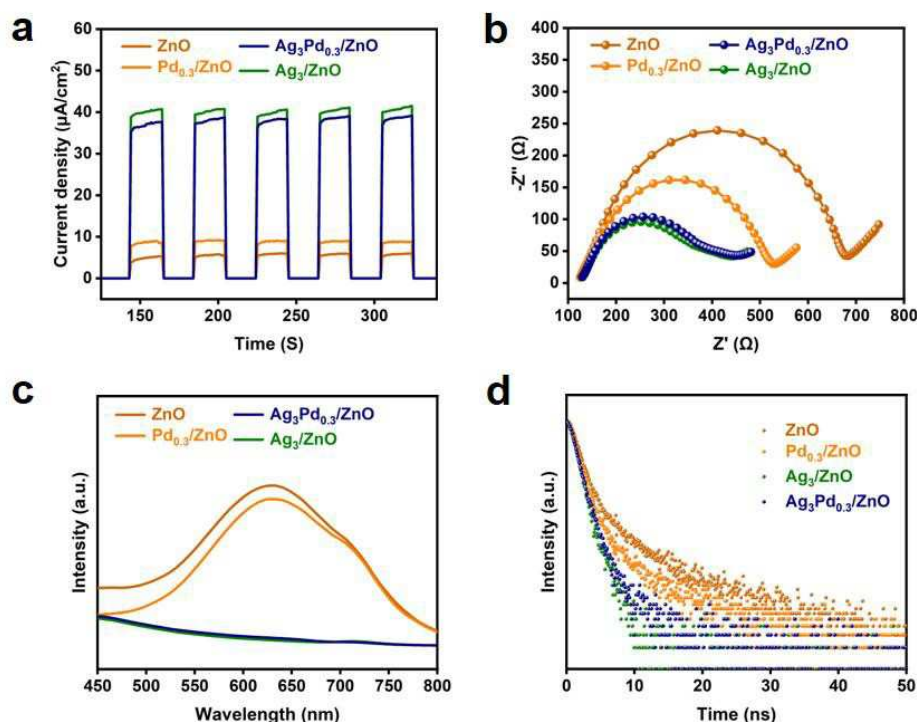 a
ZnO Ag₃Pd₀.₃/ZnO
Pd₀.₃/ZnO Ag₃/ZnO
Current density (µA/cm²)
60
50
40
30
20
10
0
150 200 250 300
Time (S)
b
ZnO Ag₃Pd₀.₃/ZnO
Pd₀.₃/ZnO Ag₃/ZnO
-Z'' (Ω)
400
350
300
250
200
150
100
50
0
100 200 300 400 500 600 700 800
Z' (Ω)
c
ZnO Ag₃Pd₀.₃/ZnO
Pd₀.₃/ZnO Ag₃/ZnO
Intensity (a.u.)
450 500 550 600 650 700 750 800
Wavelength (nm)
d
ZnO
Pd₀.₃/ZnO
Ag₃/ZnO
Ag₃Pd₀.₃/ZnO
Intensity (a.u.)
0 10 20 30 40 50
Time (ns)